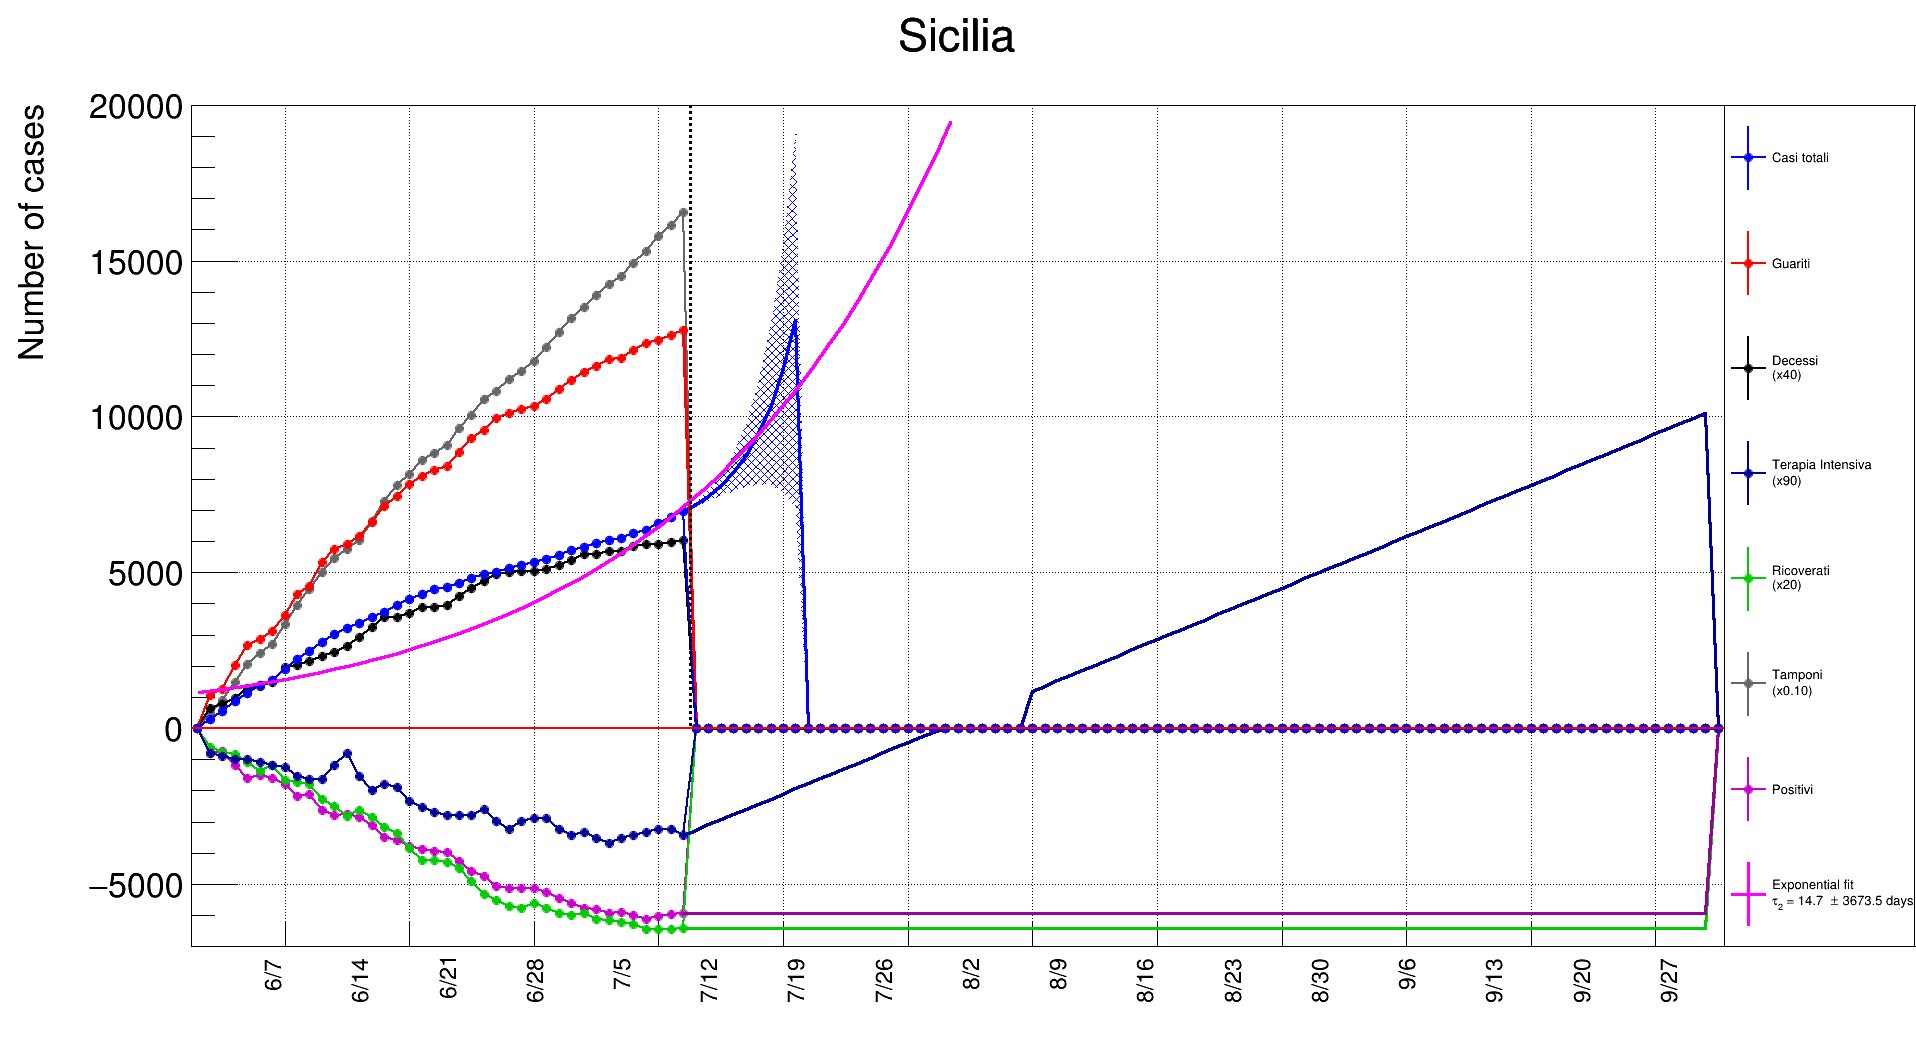 Sicilia
Number of cases
20000
15000
10000
5000
0
−5000
6/7
6/14
6/21
6/28
7/5
7/12
7/19
7/26
8/2
8/9
8/16
8/23
8/30
9/6
9/13
9/20
9/27
Casi totali
Guariti
Decessi
(x40)
Terapia Intensiva
(x90)
Ricoverati
(x20)
Tamponi
(x0.10)
Positivi
Exponential fit
τ2 = 14.7 ± 3673.5 days